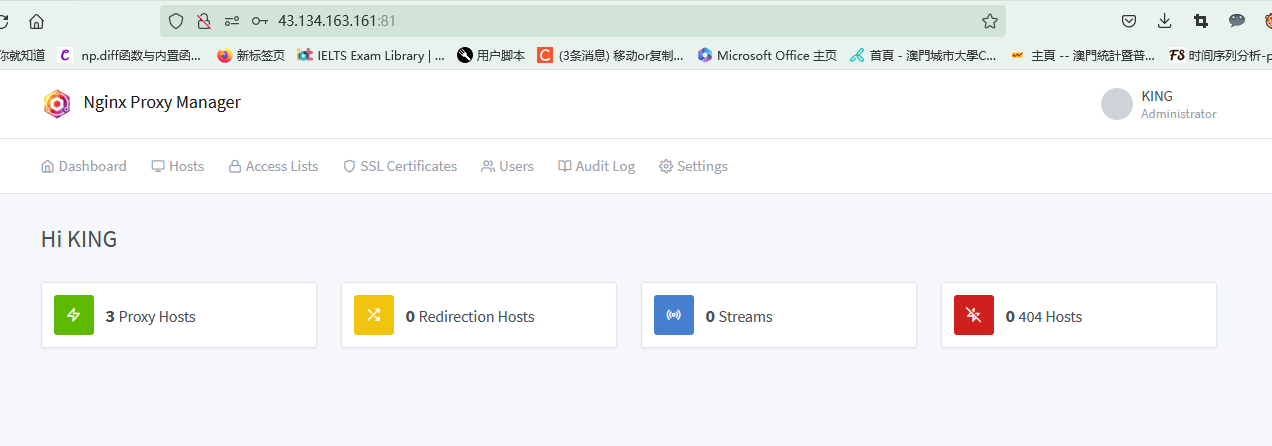 43.134.163.161:81
你就知道 np.diff函数与内置函... 新标签页 IELTS Exam Library | ... 用户脚本 (3条消息) 移动or复制... Microsoft Office 主页 首頁 - 澳門城市大學C... 主頁 -- 澳門統計暨普... 时间序列分析-p
Nginx Proxy Manager
KING
Administrator
Dashboard Hosts Access Lists SSL Certificates Users Audit Log Settings
Hi KING
3 Proxy Hosts 0 Redirection Hosts 0 Streams 0 404 Hosts